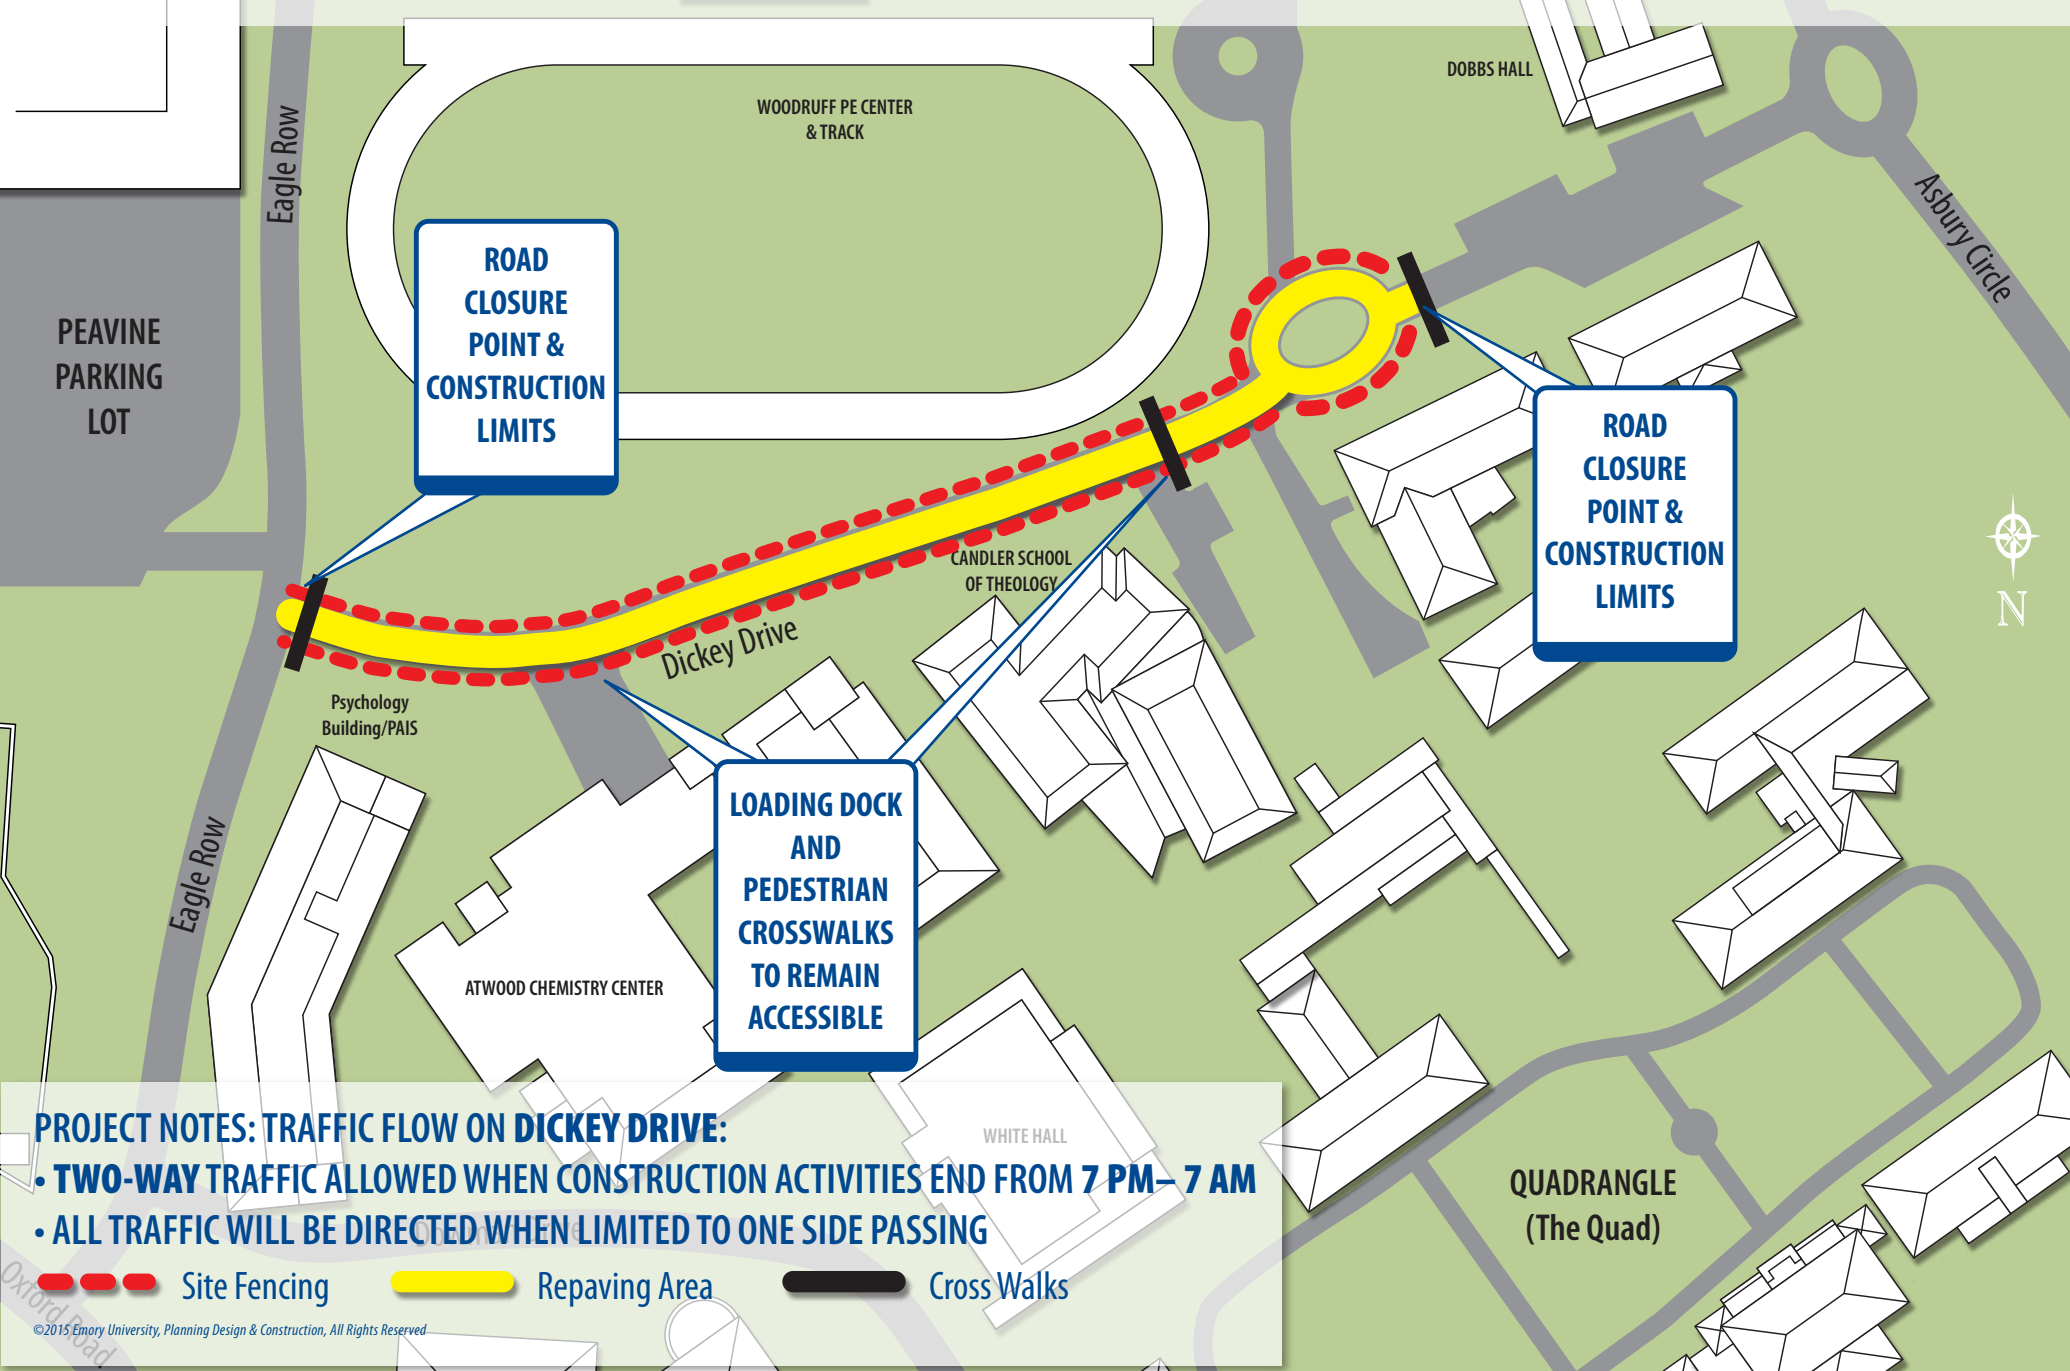 DOBBS HALL
WOODRUFF PE CENTER
& TRACK
Eagle Row
Asbury Circle
ROAD
CLOSURE
POINT &
CONSTRUCTION
LIMITS
PEAVINE
PARKING
LOT
ROAD
CLOSURE
POINT &
CONSTRUCTION
LIMITS
N
CANDLER SCHOOL
OF THEOLOGY
Dickey Drive
Psychology
Building/PAIS
LOADING DOCK
AND
PEDESTRIAN
CROSSWALKS
TO REMAIN
ACCESSIBLE
Eagle Row
ATWOOD CHEMISTRY CENTER
WHITE HALL
QUADRANGLE
(The Quad)
PROJECT NOTES: TRAFFIC FLOW ON DICKEY DRIVE:
• TWO-WAY TRAFFIC ALLOWED WHEN CONSTRUCTION ACTIVITIES END FROM 7 PM– 7 AM
• ALL TRAFFIC WILL BE DIRECTED WHEN LIMITED TO ONE SIDE PASSING
Site Fencing
Repaving Area
Cross Walks
Oxford Road
©2015 Emory University, Planning Design & Construction, All Rights Reserved